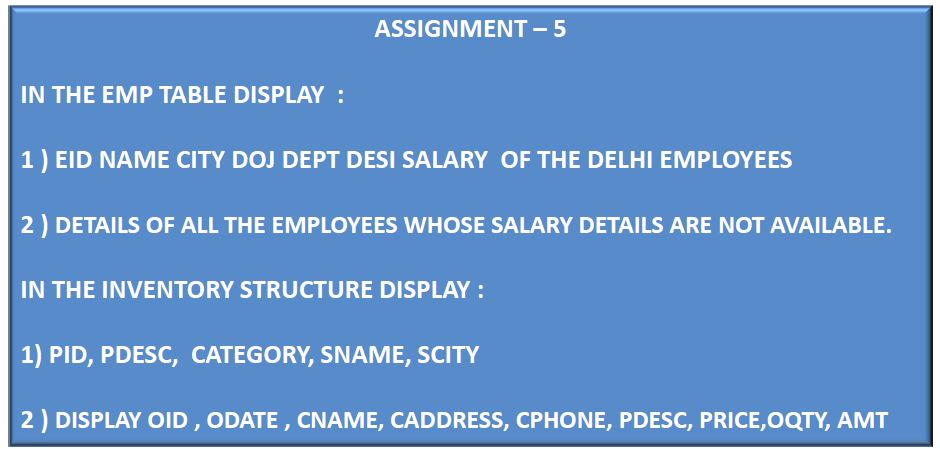 ASSIGNMENT – 5
IN THE EMP TABLE DISPLAY :
1 ) EID NAME CITY DOJ DEPT DESI SALARY OF THE DELHI EMPLOYEES
2 ) DETAILS OF ALL THE EMPLOYEES WHOSE SALARY DETAILS ARE NOT AVAILABLE.
IN THE INVENTORY STRUCTURE DISPLAY :
1) PID, PDESC, CATEGORY, SNAME, SCITY
2 ) DISPLAY OID , ODATE , CNAME, CADDRESS, CPHONE, PDESC, PRICE,OQTY, AMT